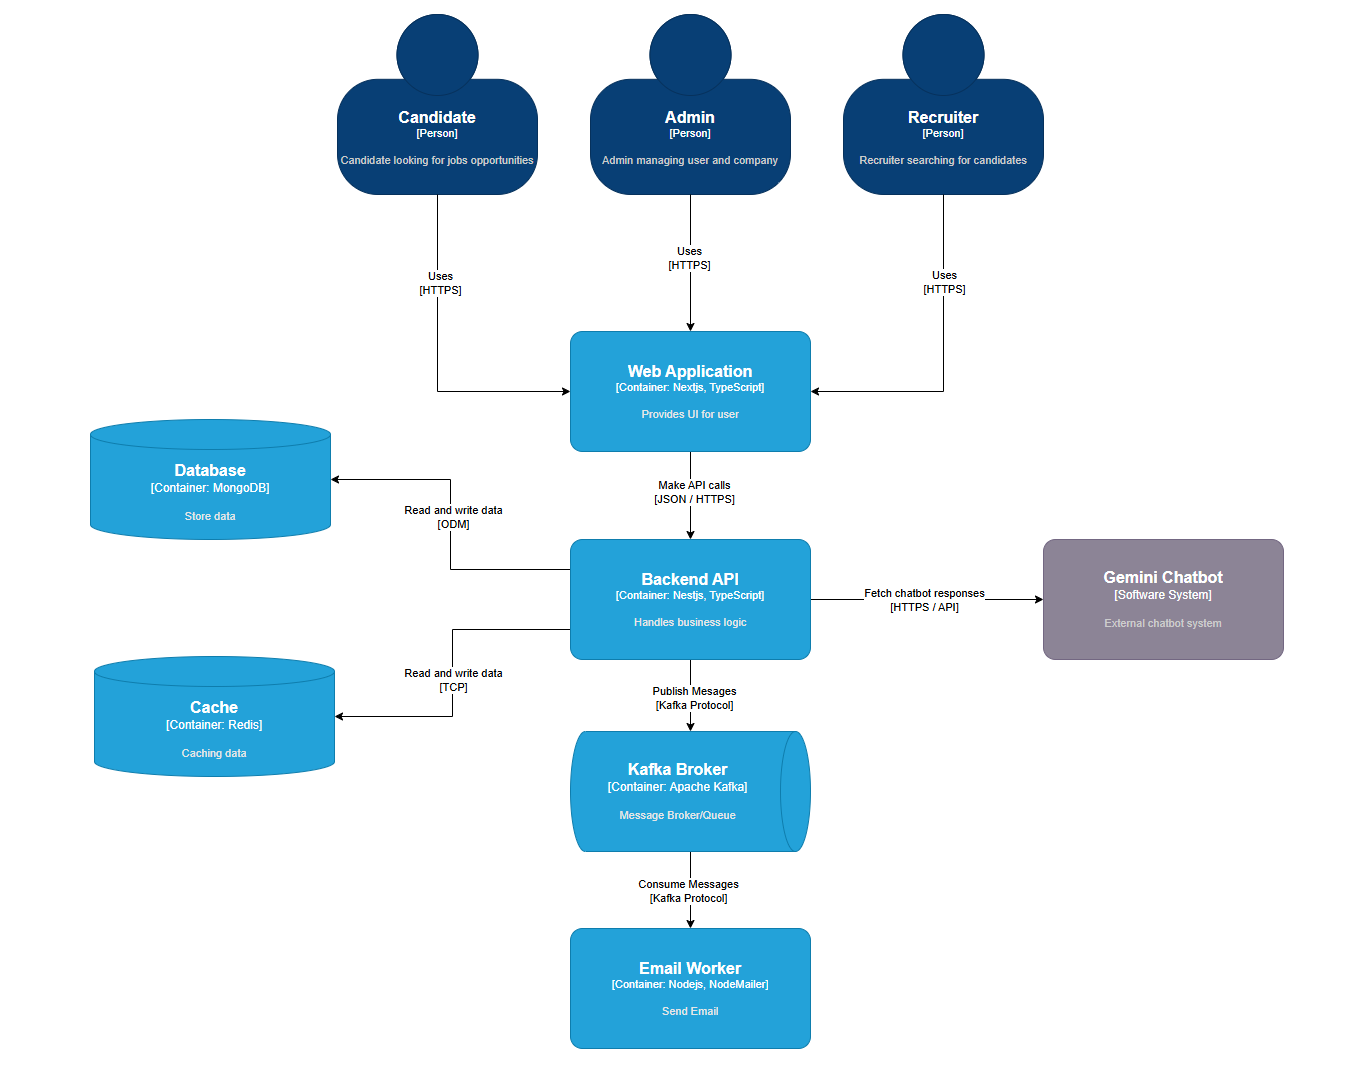 Candidate
[Person]
Candidate looking for jobs opportunities
Admin
[Person]
Admin managing user and company
Recruiter
[Person]
Recruiter searching for candidates
Uses
[HTTPS]
Uses
[HTTPS]
Uses
[HTTPS]
Web Application
[Container: Nextjs, TypeScript]
Provides UI for user
Database
[Container: MongoDB]
Store data
Read and write data
[ODM]
Make API calls
[JSON / HTTPS]
Backend API
[Container: Nestjs, TypeScript]
Handles business logic
Fetch chatbot responses
[HTTPS / API]
Gemini Chatbot
[Software System]
External chatbot system
Cache
[Container: Redis]
Caching data
Read and write data
[TCP]
Publish Mesages
[Kafka Protocol]
Kafka Broker
[Container: Apache Kafka]
Message Broker/Queue
Consume Messages
[Kafka Protocol]
Email Worker
[Container: Nodejs, NodeMailer]
Send Email